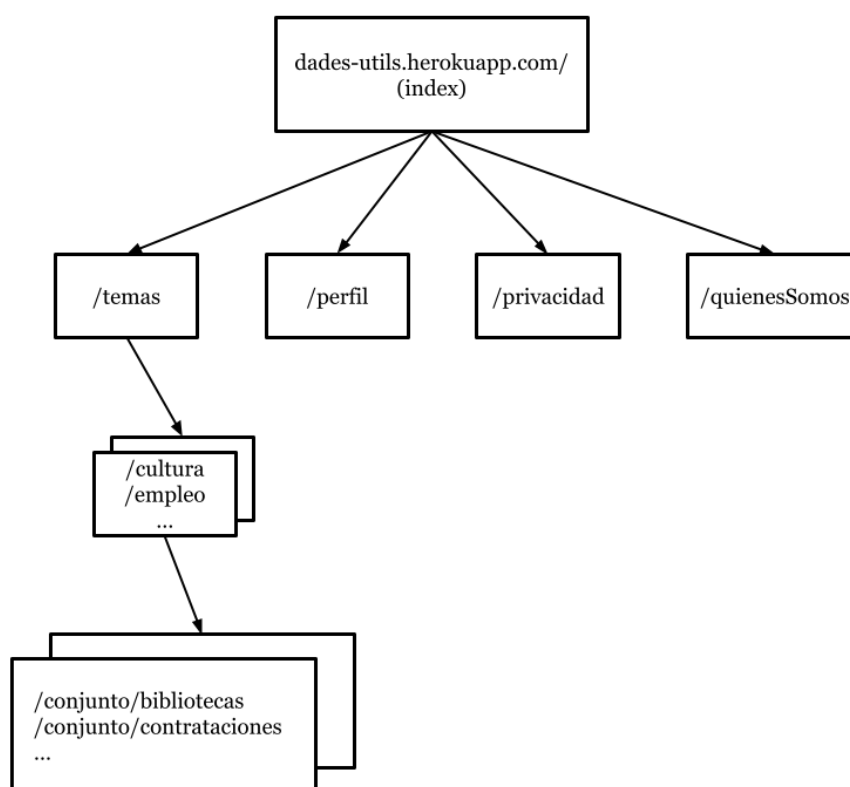 dades-utils.herokuapp.com/
(index)
/temas
/perfil
/privacidad
/quienesSomos
/cultura
/empleo
...
/conjunto/bibliotecas
/conjunto/contrataciones
...